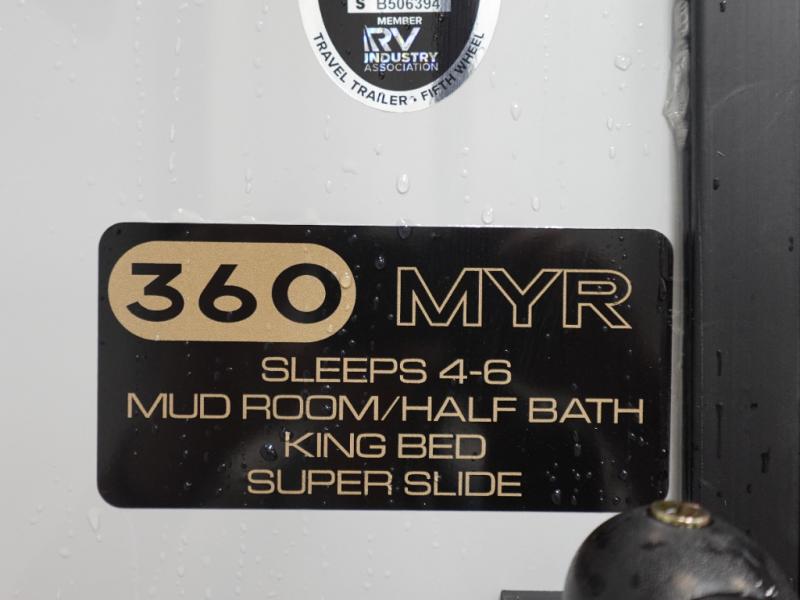 S B506394
MEMBER
RV
INDUSTRY
ASSOCIATION
TRAVEL TRAILER • FIFTH WHEEL
360 MYR
SLEEPS 4-6
MUD ROOM/HALF BATH
KING BED
SUPER SLIDE